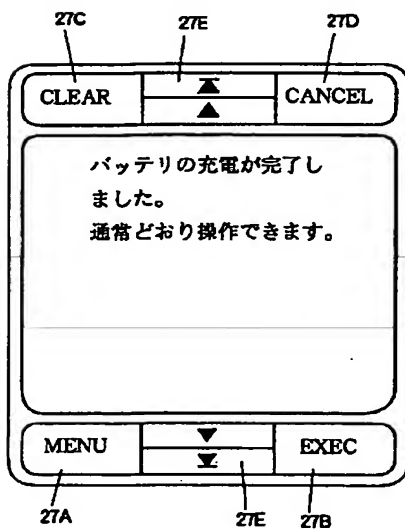 27C 27E 27D
CLEAR CANCEL
バッテリの充電が完了し
ました。
通常どおり操作できます。
MENU EXEC
27A 27E 27B